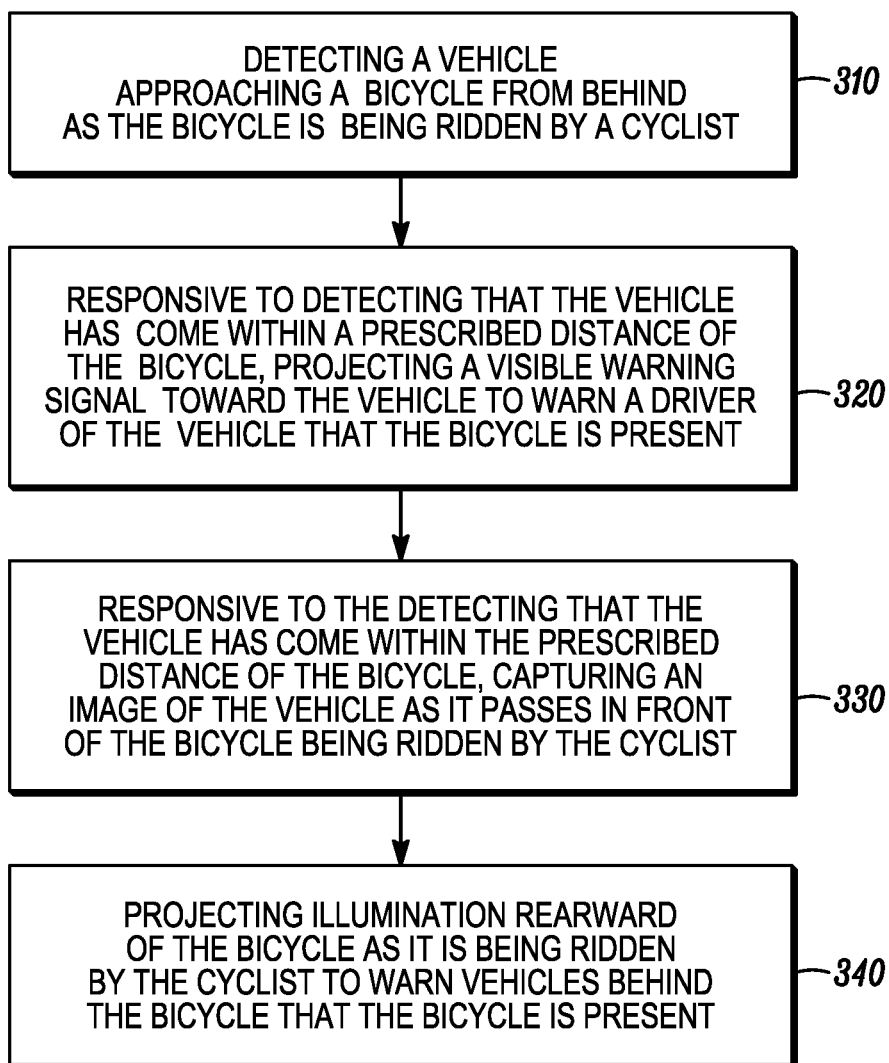 DETECTING A VEHICLE
APPROACHING A BICYCLE FROM BEHIND
AS THE BICYCLE IS BEING RIDDEN BY A CYCLIST
310
RESPONSIVE TO DETECTING THAT THE VEHICLE
HAS COME WITHIN A PRESCRIBED DISTANCE OF
THE BICYCLE, PROJECTING A VISIBLE WARNING
SIGNAL TOWARD THE VEHICLE TO WARN A DRIVER
OF THE VEHICLE THAT THE BICYCLE IS PRESENT
320
RESPONSIVE TO THE DETECTING THAT THE
VEHICLE HAS COME WITHIN THE PRESCRIBED
DISTANCE OF THE BICYCLE, CAPTURING AN
IMAGE OF THE VEHICLE AS IT PASSES IN FRONT
OF THE BICYCLE BEING RIDDEN BY THE CYCLIST
330
PROJECTING ILLUMINATION REARWARD
OF THE BICYCLE AS IT IS BEING RIDDEN
BY THE CYCLIST TO WARN VEHICLES BEHIND
THE BICYCLE THAT THE BICYCLE IS PRESENT
340